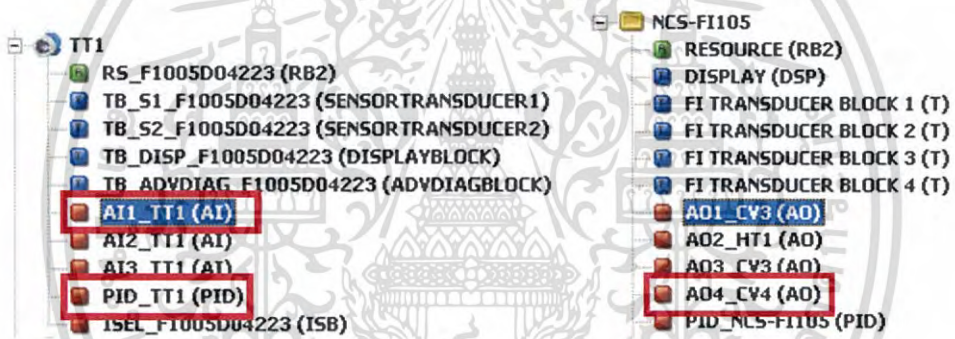 TT1
RS_F1005D04223 (RB2)
TB_S1_F1005D04223 (SENSORTRANSDUCER1)
TB_S2_F1005D04223 (SENSORTRANSDUCER2)
TB_DISP_F1005D04223 (DISPLAYBLOCK)
TB_ADVDIAG_F1005D04223 (ADVDIAGBLOCK)
AI1_TT1 (AI)
AI2_TT1 (AI)
AI3_TT1 (AI)
PID_TT1 (PID)
ISEL_F1005D04223 (ISB)
NCS-FI105
RESOURCE (RB2)
DISPLAY (DSP)
FI TRANSDUCER BLOCK 1 (T)
FI TRANSDUCER BLOCK 2 (T)
FI TRANSDUCER BLOCK 3 (T)
FI TRANSDUCER BLOCK 4 (T)
AO1_CV3 (AO)
AO2_HT1 (AO)
AO3_CV3 (AO)
AO4_CV4 (AO)
PID_NCS-FI105 (PID)